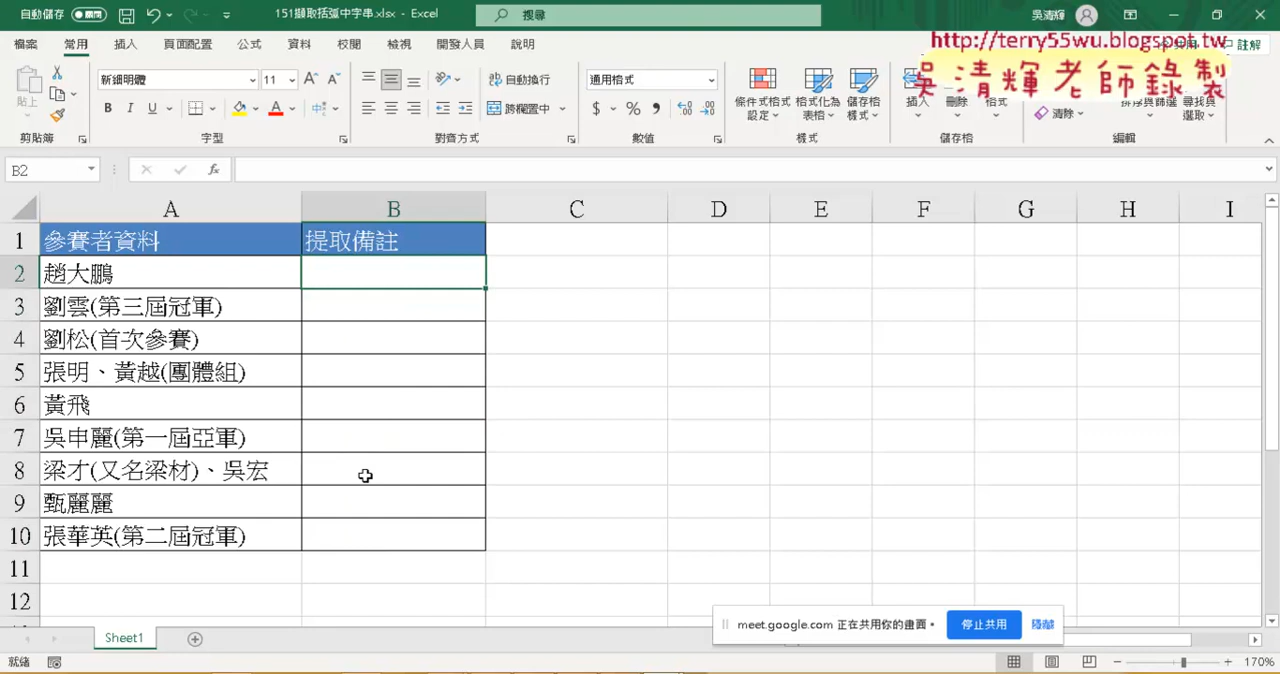 自動儲存
151擷取括弧中字串.xlsx - Excel
搜尋
吳清輝
http://terry55wu.blogspot.tw
吳清輝老師錄製
檔案 常用 插入 頁面配置 公式 資料 校閱 檢視 開發人員 說明 註解
貼上
新細明體 11
自動換行
跨欄置中
通用格式
條件式格式設定
格式化為表格
儲存格樣式
插入 刪除 格式
清除
排序與篩選
尋找與選取
剪貼簿 字型 對齊方式 數值 樣式 儲存格 編輯
B2
fx
A B C D E F G H I
1 參賽者資料 提取備註
2 趙大鵬
3 劉雲(第三屆冠軍)
4 劉松(首次參賽)
5 張明、黃越(團體組)
6 黃飛
7 吳申麗(第一屆亞軍)
8 梁才(又名梁材)、吳宏
9 甄麗麗
10 張華英(第二屆冠軍)
11
12
meet.google.com 正在共用你的畫面。 停止共用 隱藏
Sheet1
就緒
170%